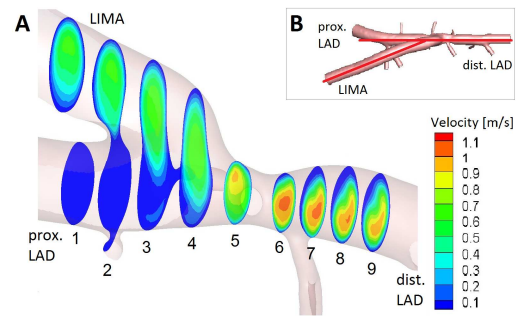 A
LIMA
B
prox.
LAD
dist. LAD
LIMA
Velocity [m/s]
1.1
1
0.9
0.8
0.7
0.6
0.5
0.4
0.3
0.2
0.1
prox.
LAD
1
2
3
4
5
6
7
8
9
dist.
LAD